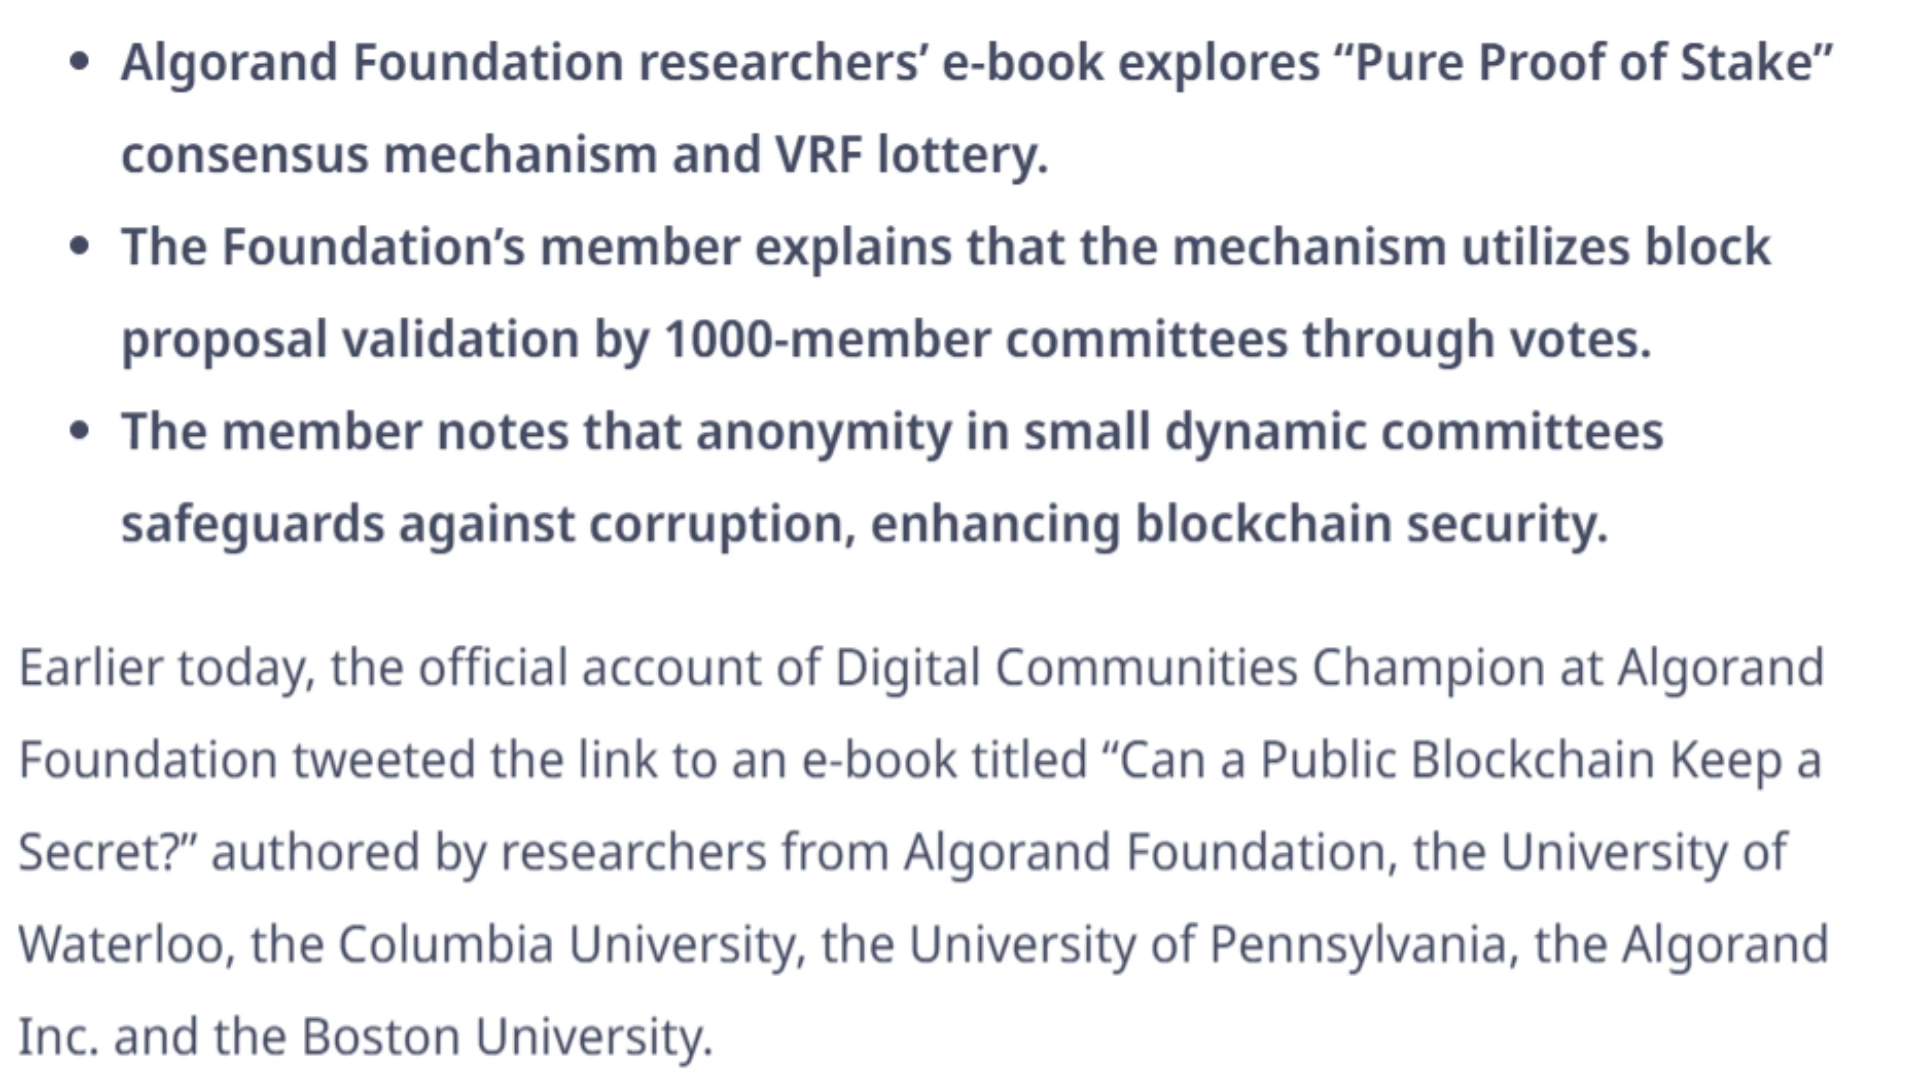 • Algorand Foundation researchers’ e-book explores “Pure Proof of Stake”
consensus mechanism and VRF lottery.
• The Foundation’s member explains that the mechanism utilizes block
proposal validation by 1000-member committees through votes.
• The member notes that anonymity in small dynamic committees
safeguards against corruption, enhancing blockchain security.
Earlier today, the official account of Digital Communities Champion at Algorand
Foundation tweeted the link to an e-book titled “Can a Public Blockchain Keep a
Secret?” authored by researchers from Algorand Foundation, the University of
Waterloo, the Columbia University, the University of Pennsylvania, the Algorand
Inc. and the Boston University.